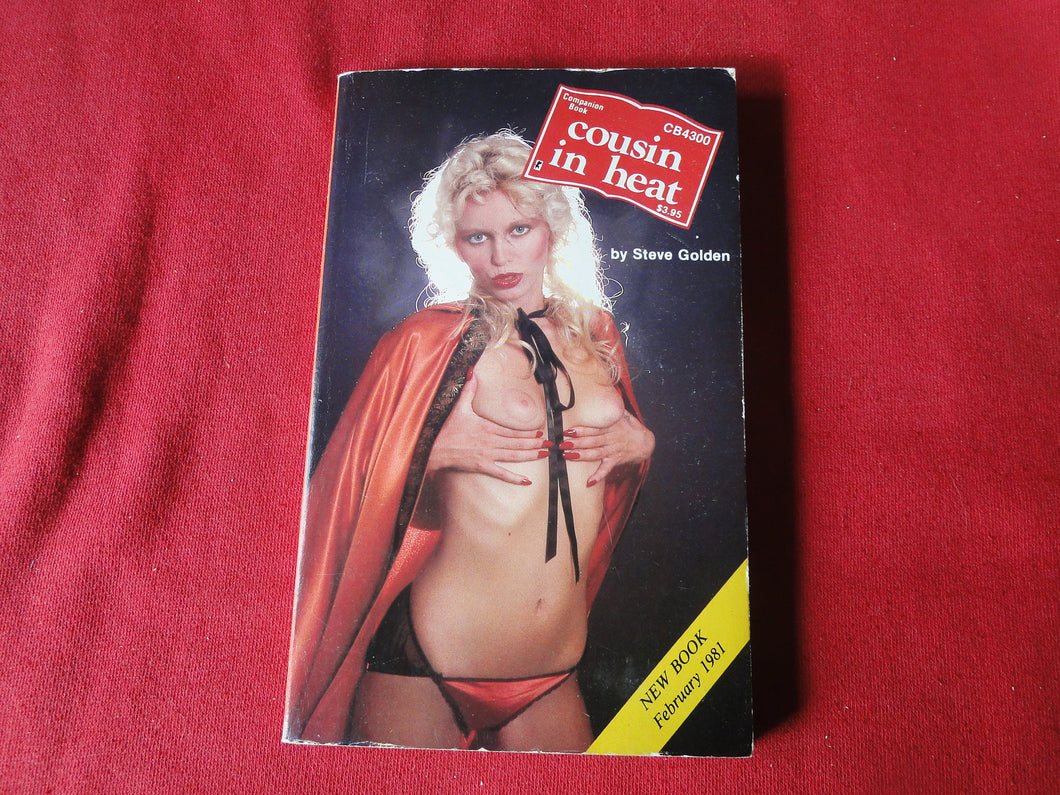 Companion
Book
CB4300
cousin
in heat
$3.95
by Steve Golden
NEW BOOK
February 1981